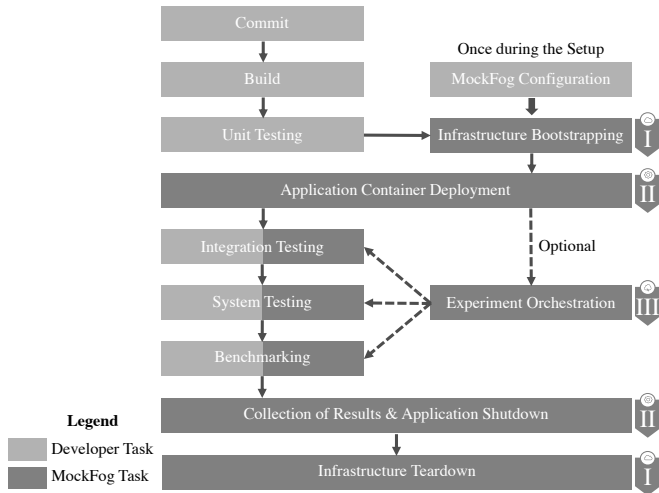 Commit
Once during the Setup
Build
MockFog Configuration
Unit Testing
Infrastructure Bootstrapping
I
Application Container Deployment
II
Integration Testing
Optional
System Testing
Experiment Orchestration
III
Benchmarking
Collection of Results & Application Shutdown
II
Legend
Developer Task
MockFog Task
Infrastructure Teardown
I